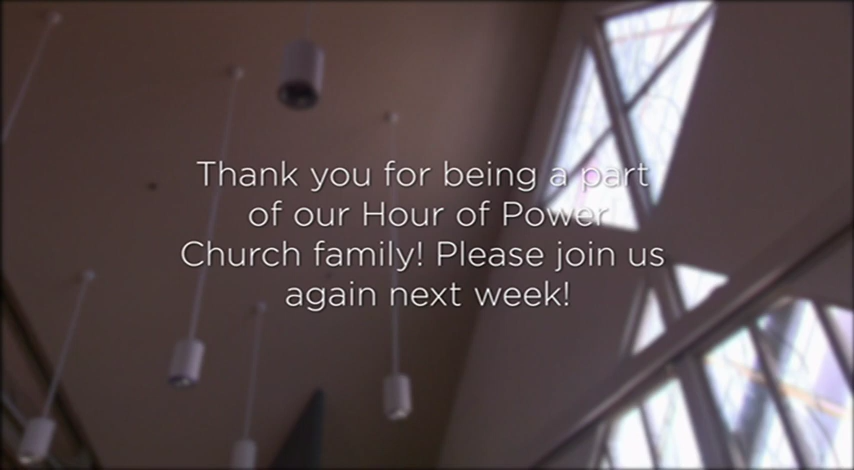 Thank you for being a part
of our Hour of Power
Church family! Please join us
again next week!